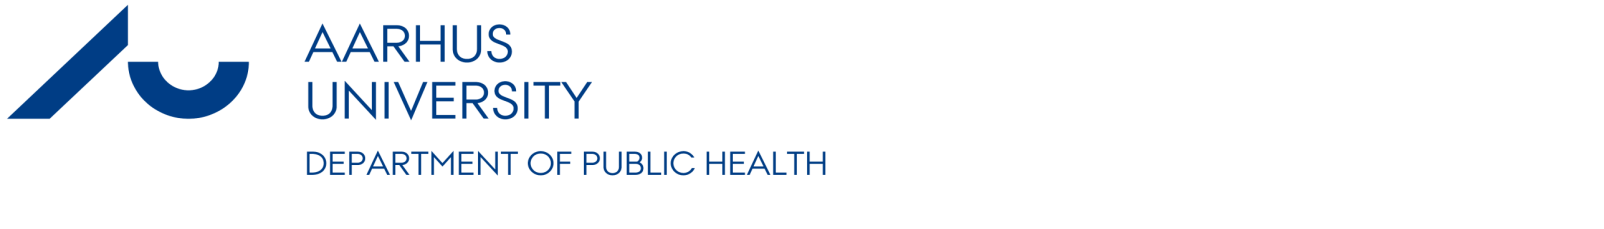 AARHUS
UNIVERSITY
DEPARTMENT OF PUBLIC HEALTH